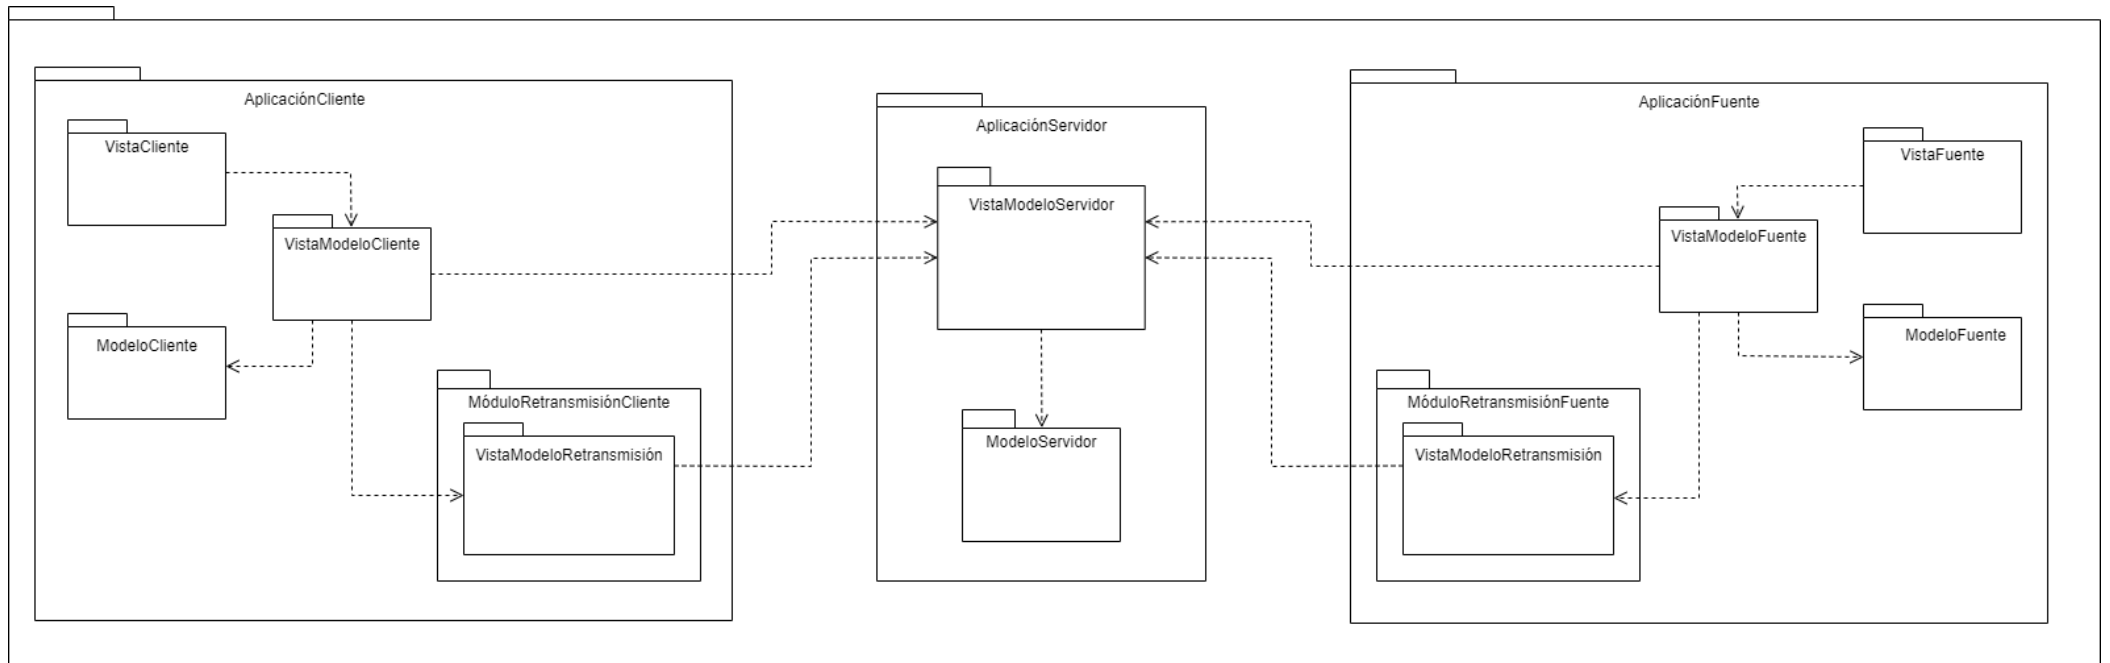 AplicaciónCliente
VistaCliente
VistaModeloCliente
ModeloCliente
MóduloRetransmisiónCliente
VistaModeloRetransmisión
AplicaciónServidor
VistaModeloServidor
ModeloServidor
AplicaciónFuente
VistaFuente
VistaModeloFuente
ModeloFuente
MóduloRetransmisiónFuente
VistaModeloRetransmisión